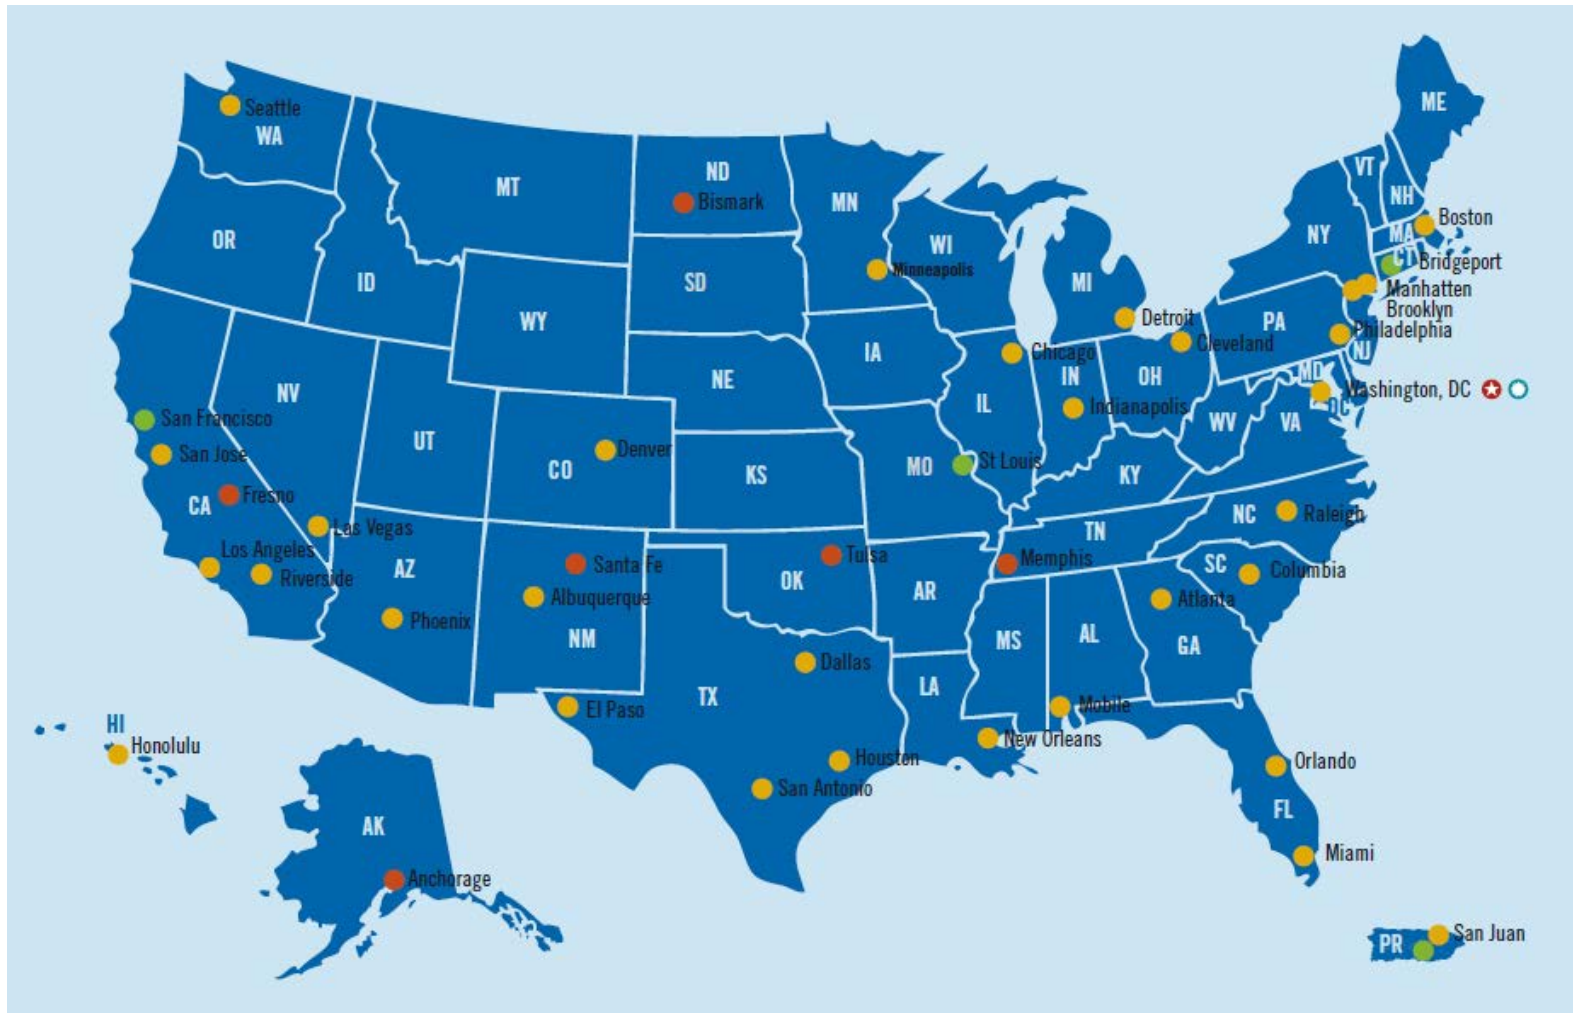 ME
Seattle
WA
VT
ND
MT
Bismark
MN
NH
Boston
OR
NY
MA
WI
CT
Bridgeport
Minneapolis
ID
SD
MI
Manhatten
Brooklyn
WY
Detroit
PA
Philadelphia
IA
Chicago
Cleveland
NJ
NV
NE
IN
OH
MD
Washington, DC
DC
San Francisco
IL
Indianapolis
WV
VA
UT
Denver
San Jose
CO
KS
MO
St Louis
KY
Fresno
CA
Las Vegas
NC
Raleigh
TN
Los Angeles
Riverside
AZ
Santa Fe
Tulsa
Memphis
SC
Columbia
OK
AR
Albuquerque
Atlanta
Phoenix
NM
MS
AL
GA
Dallas
TX
LA
El Paso
Mobile
HI
Honolulu
New Orleans
Houston
Orlando
San Antonio
FL
AK
Miami
Anchorage
PR
San Juan